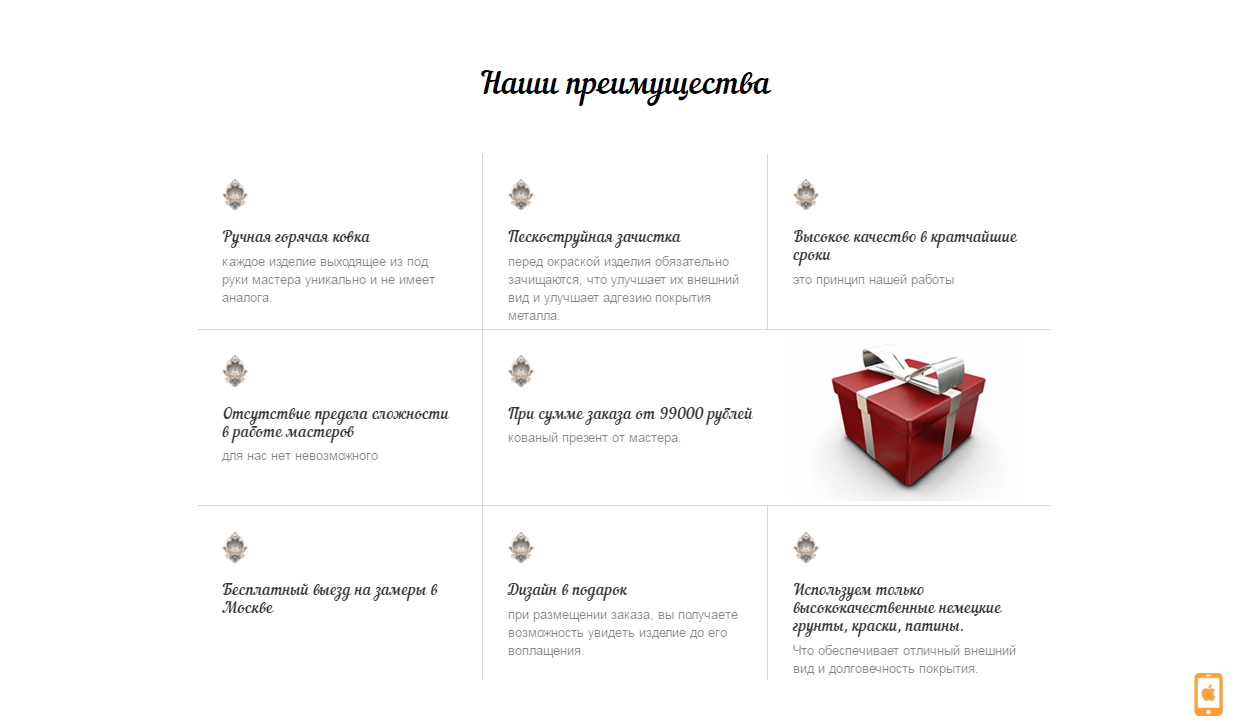 Наши преимущества
Ручная горячая ковка
каждое изделие выходящее из под
руки мастера уникально и не имеет
аналога.
Пескоструйная зачистка
перед окраской изделия обязательно
зачищаются, что улучшает их внешний
вид и улучшает адгезию покрытия
металла.
Высокое качество в кратчайшие
сроки
это принцип нашей работы
Отсутствие предела сложности
в работе мастеров
для нас нет невозможного
При сумме заказа от 99000 рублей
кованый презент от мастера.
Бесплатный выезд на замеры в
Москве
Дизайн в подарок
при размещении заказа, вы получаете
возможность увидеть изделие до его
воплащения.
Используем только
высококачественные немецкие
грунты, краски, патины.
Что обеспечивает отличный внешний
вид и долговечность покрытия.